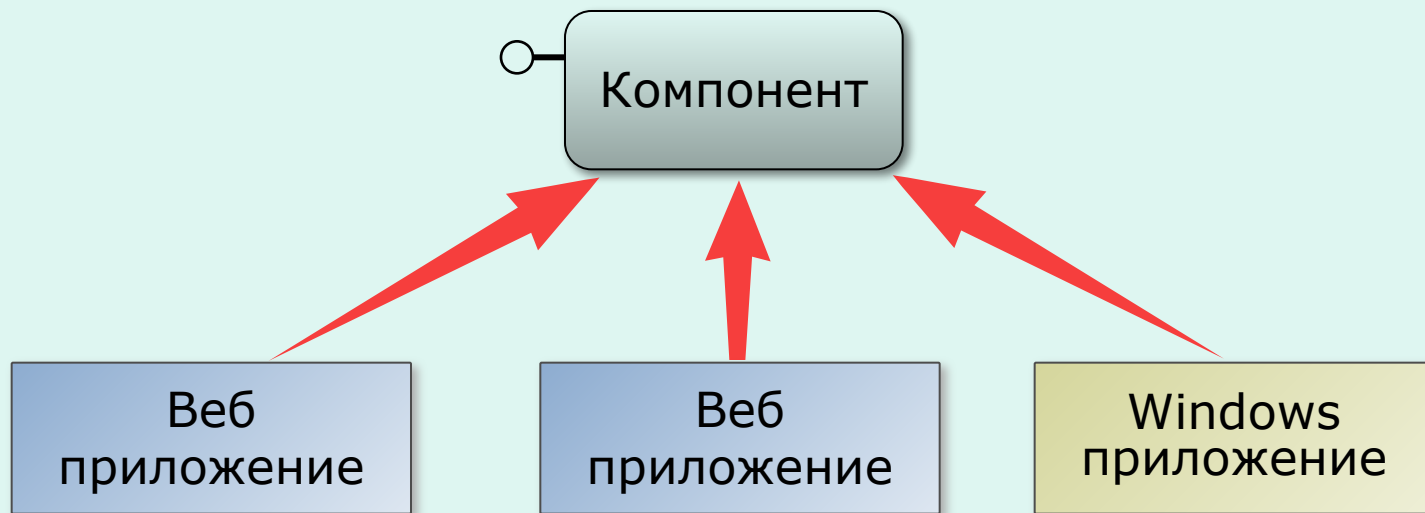 Компонент
Веб
приложение
Веб
приложение
Windows
приложение